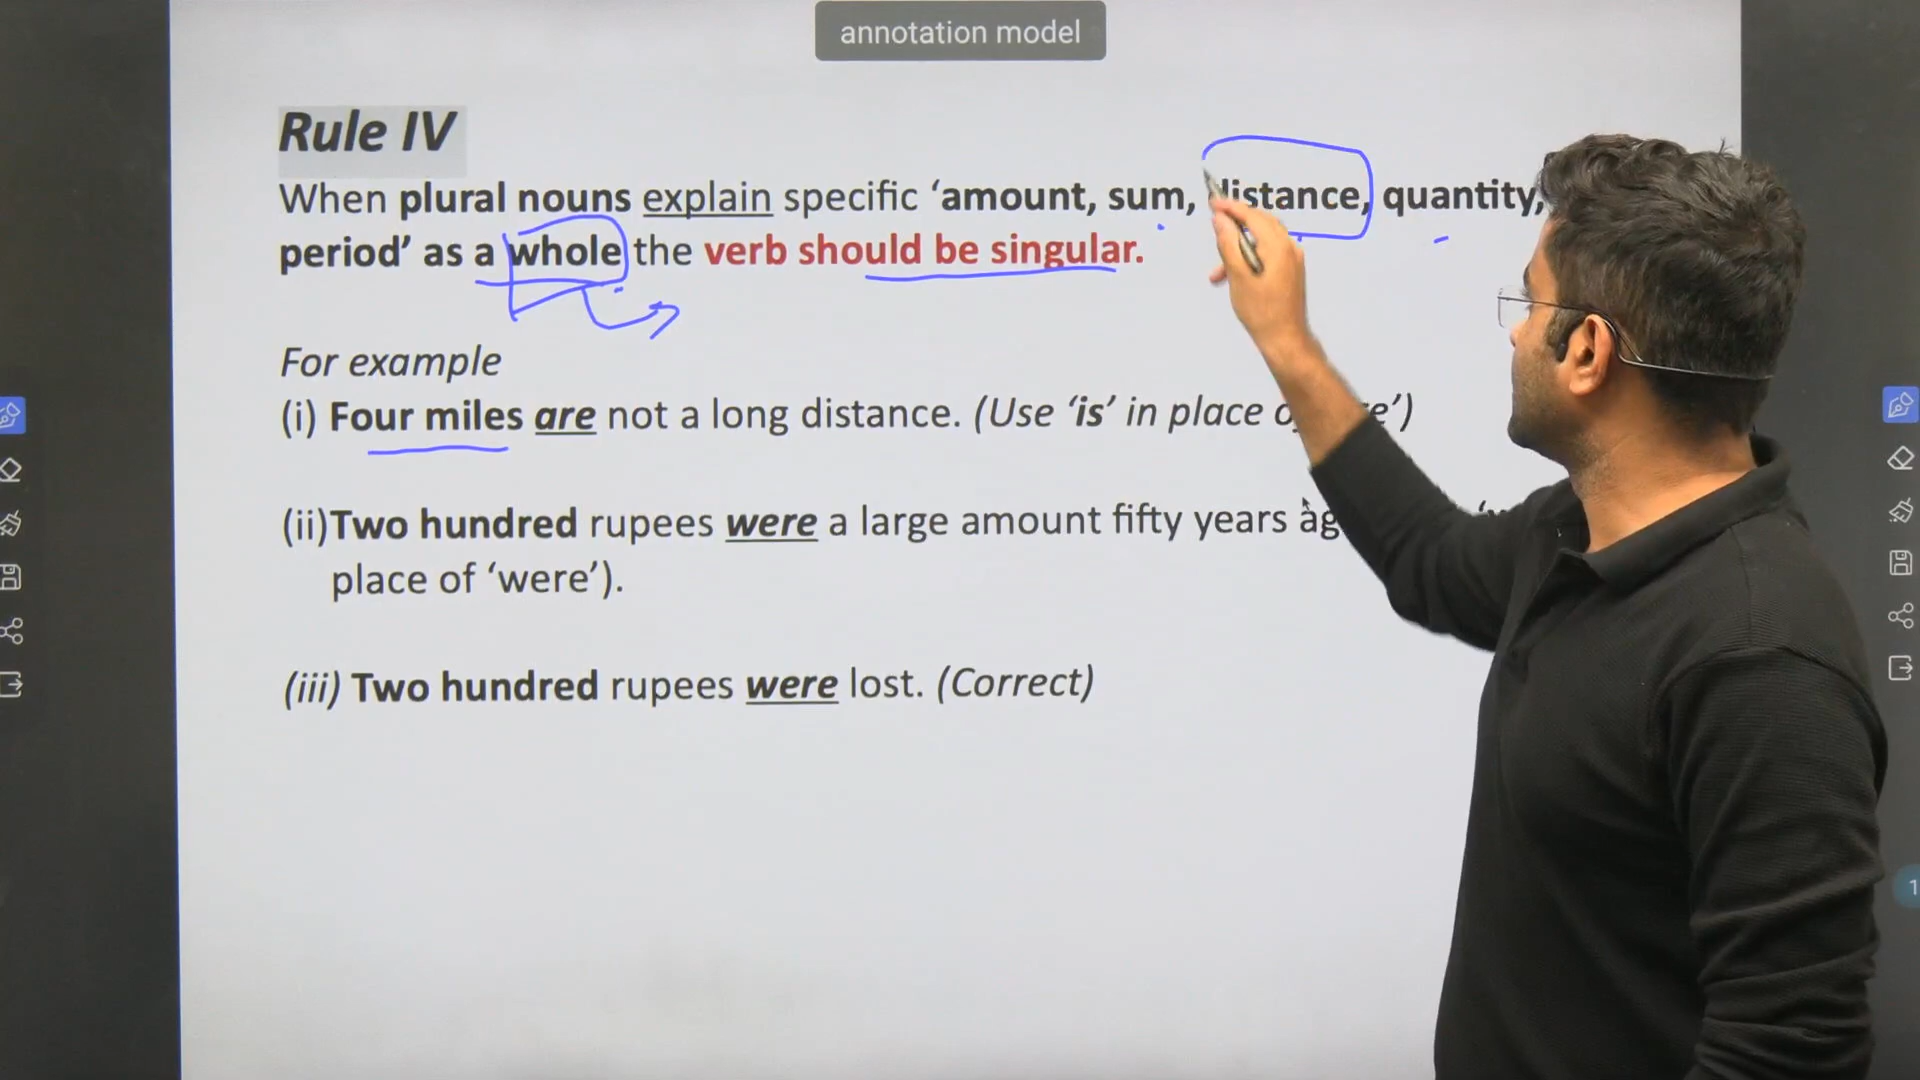 annotation model
Rule IV
When plural nouns explain specific ‘amount, sum, distance, quantity,
period’ as a whole the verb should be singular.
For example
(i) Four miles are not a long distance. (Use ‘is’ in place
(ii)Two hundred rupees were a large amount fifty years
place of ‘were’).
(iii) Two hundred rupees were lost. (Correct)
1